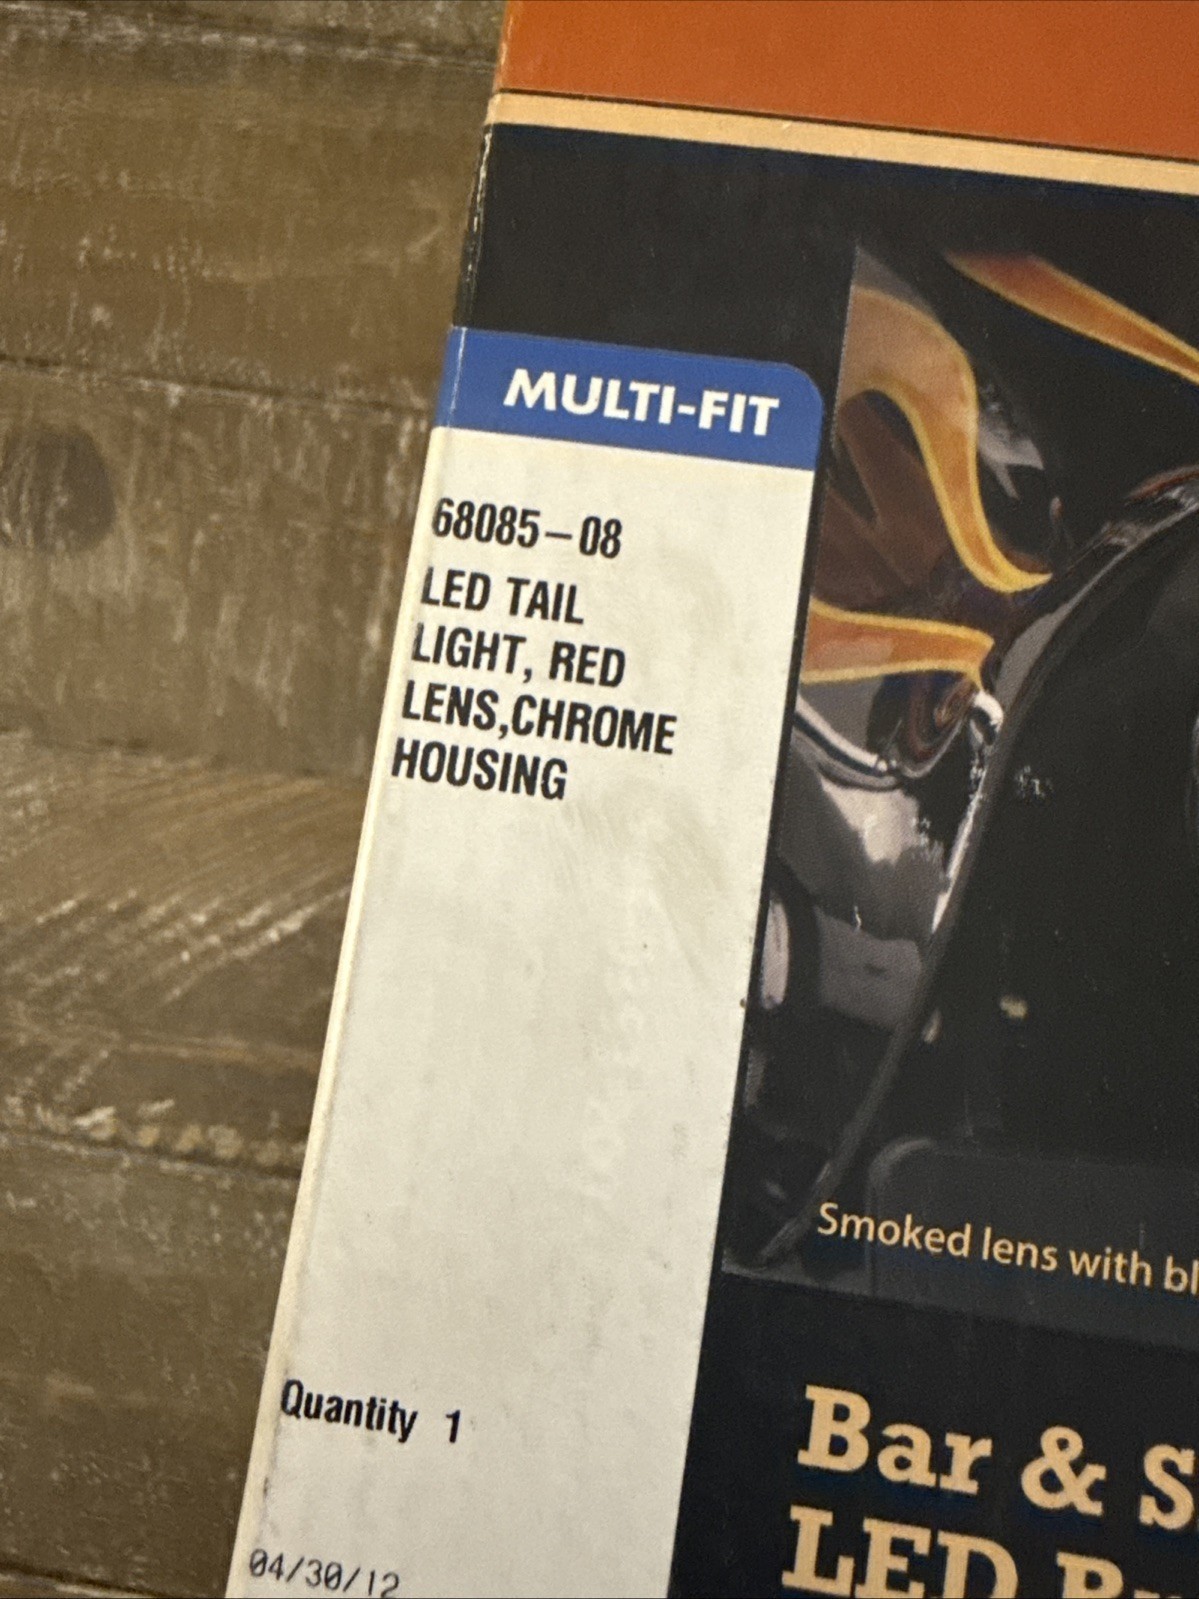 MULTI-FIT
68085-08
LED TAIL
LIGHT, RED
LENS,CHROME
HOUSING
Quantity 1
04/30/12
Smoked lens with bl
Bar & S
LED